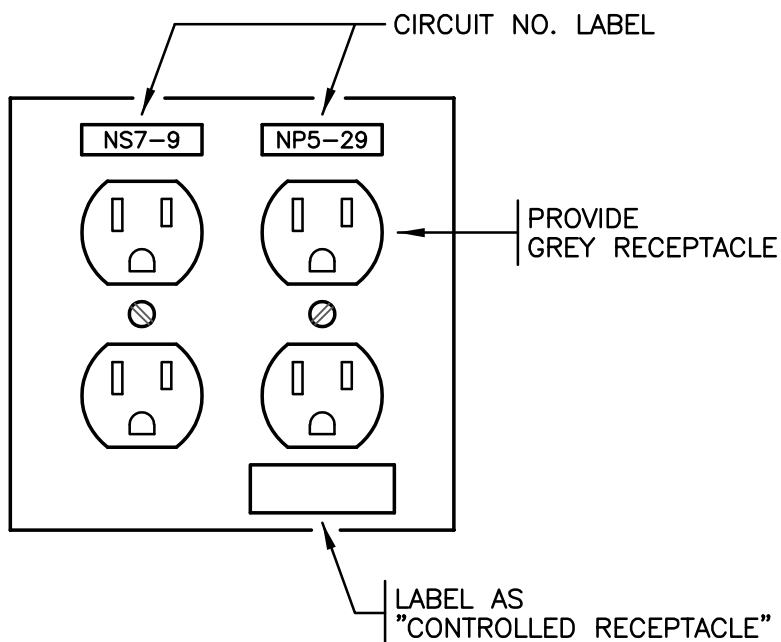 CIRCUIT NO. LABEL
NS7-9
NP5-29
PROVIDE
GREY RECEPTACLE
LABEL AS
"CONTROLLED RECEPTACLE"